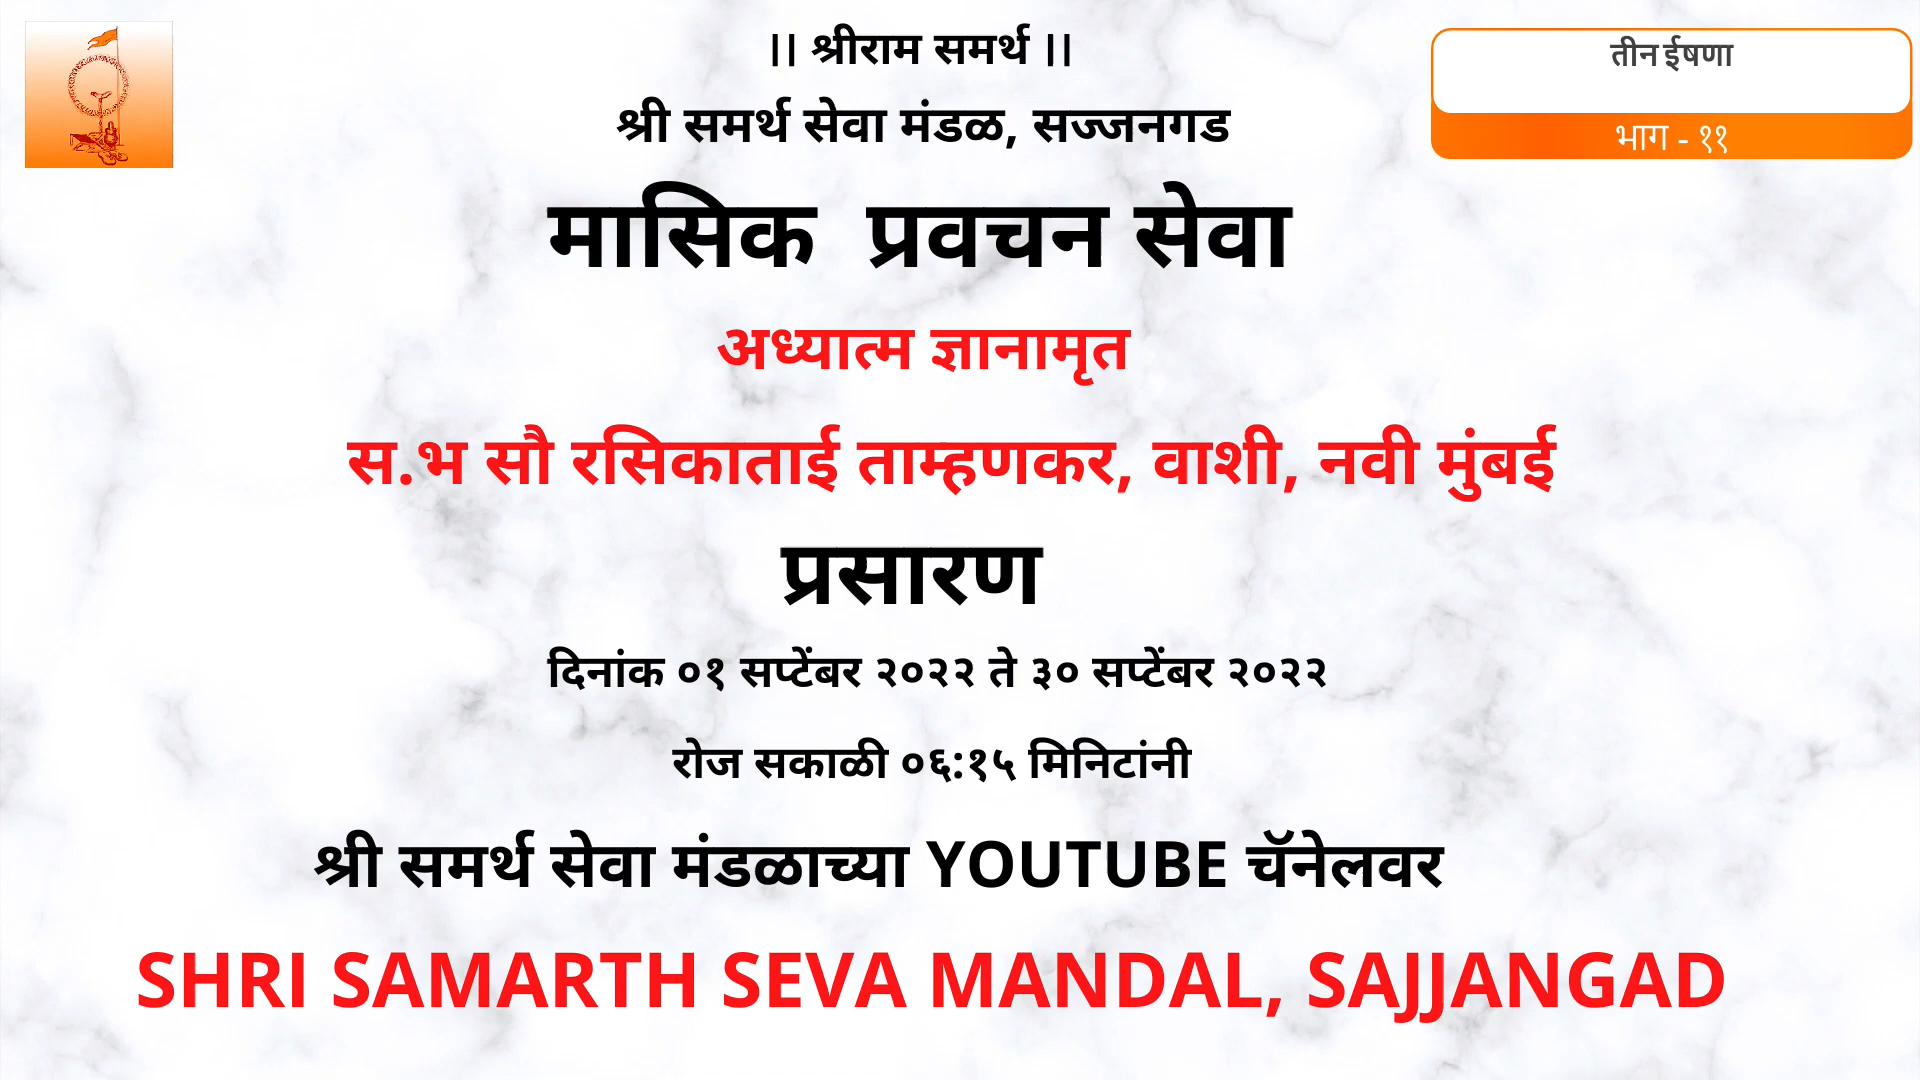 ।। श्रीराम समर्थ ।।
श्री समर्थ सेवा मंडळ, सज्जनगड
तीन ईषणा
भाग - ११
मासिक प्रवचन सेवा
अध्यात्म ज्ञानामृत
स.भ सौ रसिकाताई ताम्हणकर, वाशी, नवी मुंबई
प्रसारण
दिनांक ०१ सप्टेंबर २०२२ ते ३० सप्टेंबर २०२२
रोज सकाळी ०६:१५ मिनिटांनी
श्री समर्थ सेवा मंडळाच्या YOUTUBE चॅनेलवर
SHRI SAMARTH SEVA MANDAL, SAJJANGAD